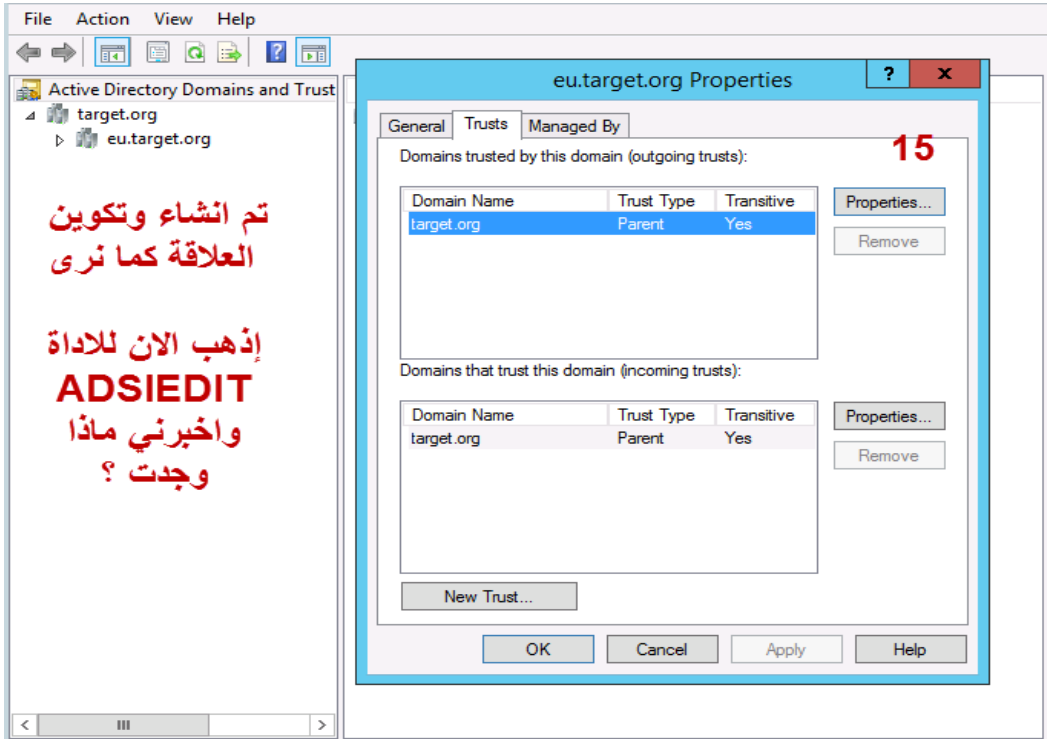 File Action View Help
Active Directory Domains and Trust
target.org
eu.target.org
تم انشاء وتكوين
العلاقة كما نرى
إذهب الان للاداة
ADSIEDIT
واخبرني ماذا
وجدت ؟
eu.target.org Properties
? x
General Trusts Managed By
15
Domains trusted by this domain (outgoing trusts):
Domain Name Trust Type Transitive
target.org Parent Yes
Properties...
Remove
Domains that trust this domain (incoming trusts):
Domain Name Trust Type Transitive
target.org Parent Yes
Properties...
Remove
New Trust...
OK Cancel Apply Help